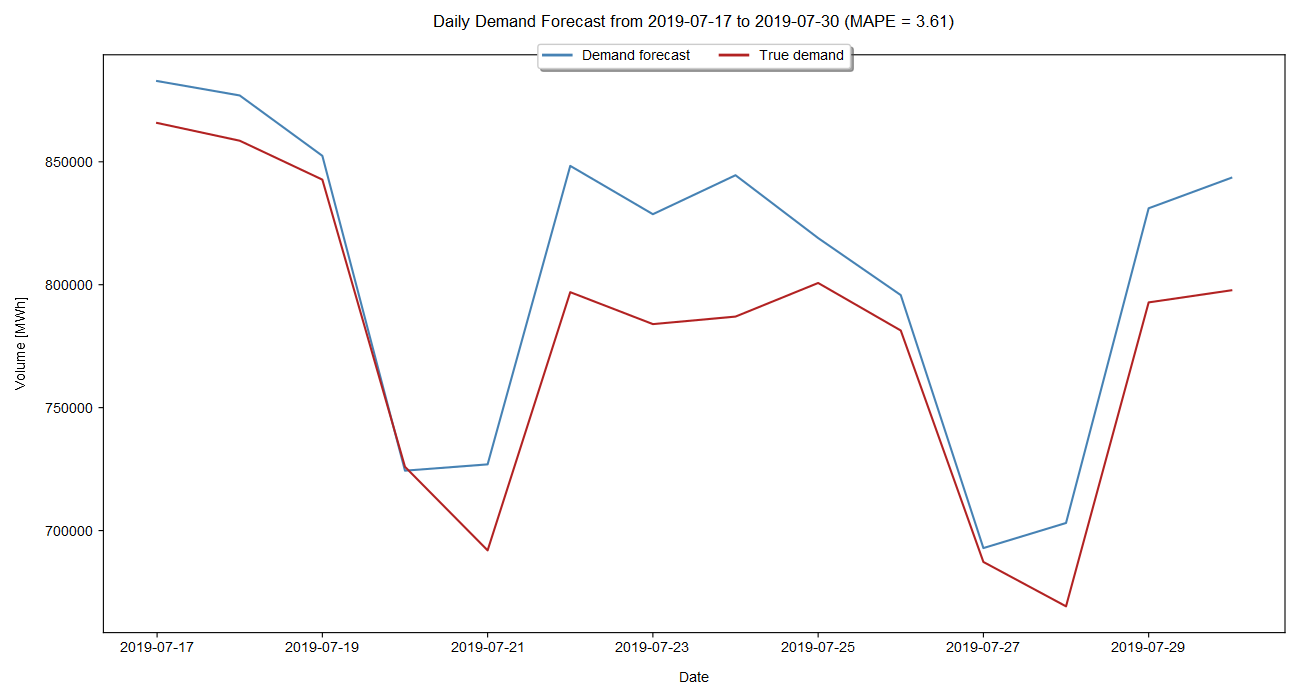 Daily Demand Forecast from 2019-07-17 to 2019-07-30 (MAPE = 3.61)
Demand forecast True demand
850000
800000
750000
700000
Volume [MWh]
2019-07-17 2019-07-19 2019-07-21 2019-07-23 2019-07-25 2019-07-27 2019-07-29
Date